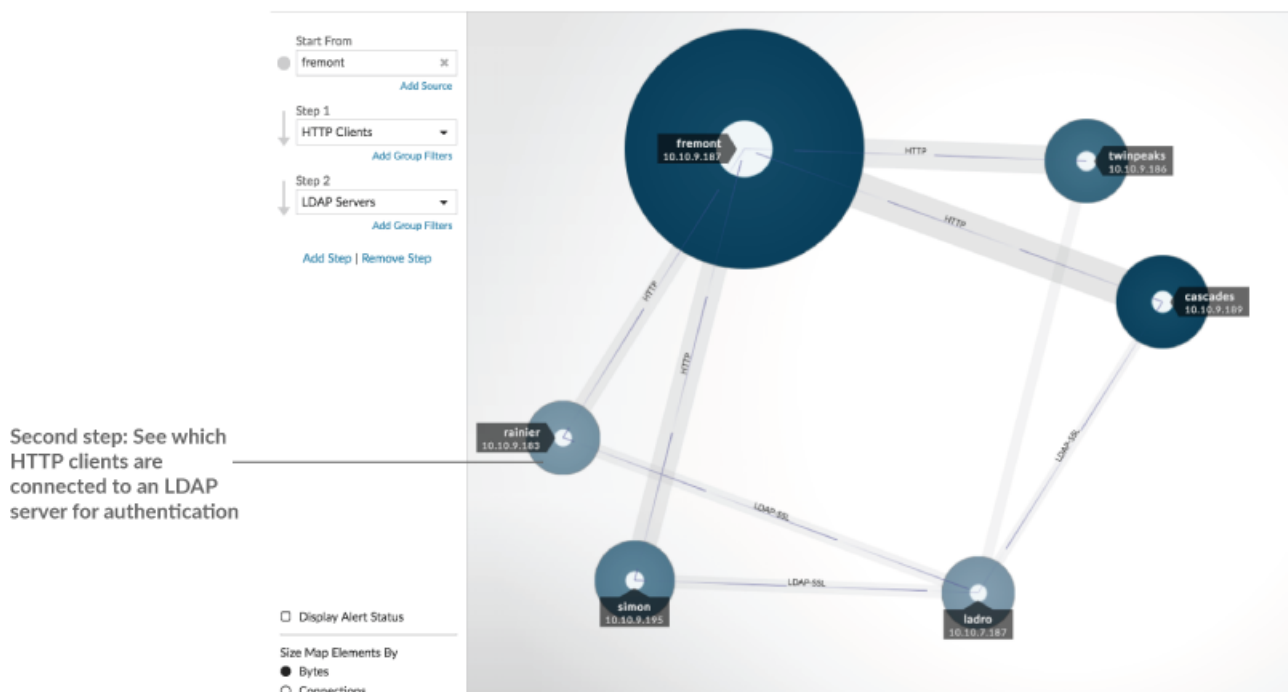 Start From
fremont
Add Source
Step 1
HTTP Clients
Add Group Filters
Step 2
LDAP Servers
Add Group Filters
Add Step | Remove Step
fremont
10.10.9.187
HTTP
twinpeaks
10.10.9.186
HTTP
cascades
10.10.9.189
HTTP
HTTP
rainier
10.10.9.183
Second step: See which
HTTP clients are
connected to an LDAP
server for authentication
LDAP-SSL
LDAP-SSL
LDAP-SSL
simon
10.10.9.195
ladro
10.10.7.187
Display Alert Status
Size Map Elements By
Bytes
Connections